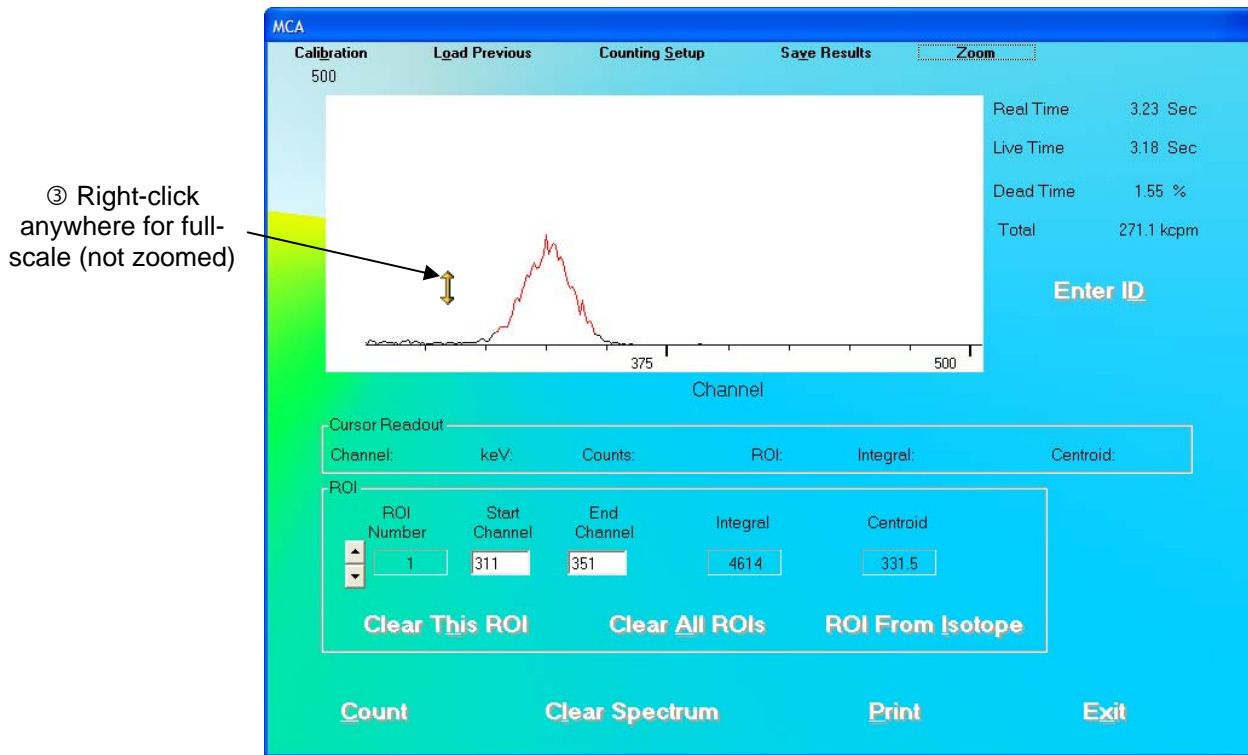 MCA
Calibration Load Previous Counting Setup Save Results Zoom
500
Real Time 3.23 Sec
Live Time 3.18 Sec
Dead Time 1.55 %
Total 271.1 kcpm
Enter ID
③ Right-click
anywhere for full-
scale (not zoomed)
375 500
Channel
Cursor Readout
Channel: keV: Counts: ROI: Integral: Centroid:
ROI
ROI Number Start Channel End Channel Integral Centroid
1 311 351 4614 331.5
Clear This ROI Clear All ROIs ROI From Isotope
Count Clear Spectrum Print Exit